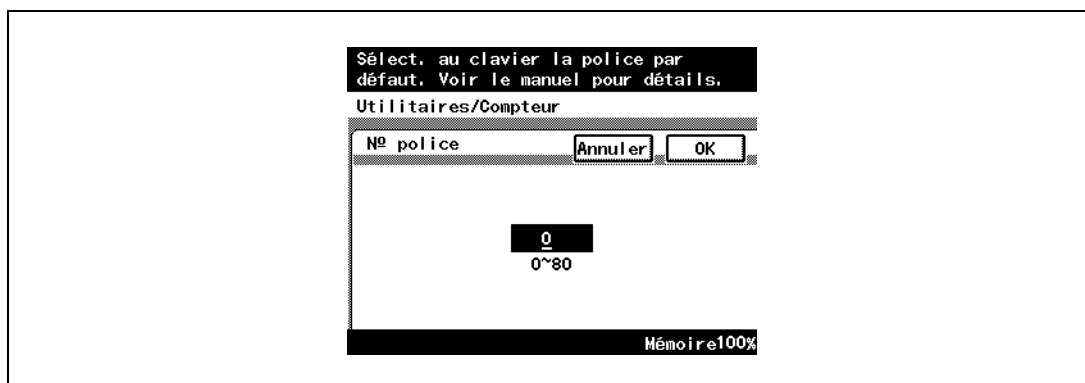 Sélect. au clavier la police par
défaut. Voir le manuel pour détails.
Utilitaires/Compteur
Nº police
Annuler
OK
0
0~80
Mémoire100%